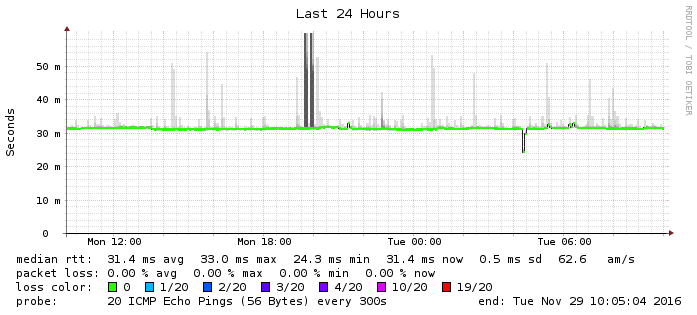 Last 24 Hours
RRDTOOL / TOBI OETIKER
Seconds
50 m
40 m
30 m
20 m
10 m
0
Mon 12:00 Mon 18:00 Tue 00:00 Tue 06:00
median rtt: 31.4 ms avg 33.0 ms max 24.3 ms min 31.4 ms now 0.5 ms sd 62.6 am/s
packet loss: 0.00 % avg 0.00 % max 0.00 % min 0.00 % now
loss color: 0 1/20 2/20 3/20 4/20 10/20 19/20
probe: 20 ICMP Echo Pings (56 Bytes) every 300s end: Tue Nov 29 10:05:04 2016